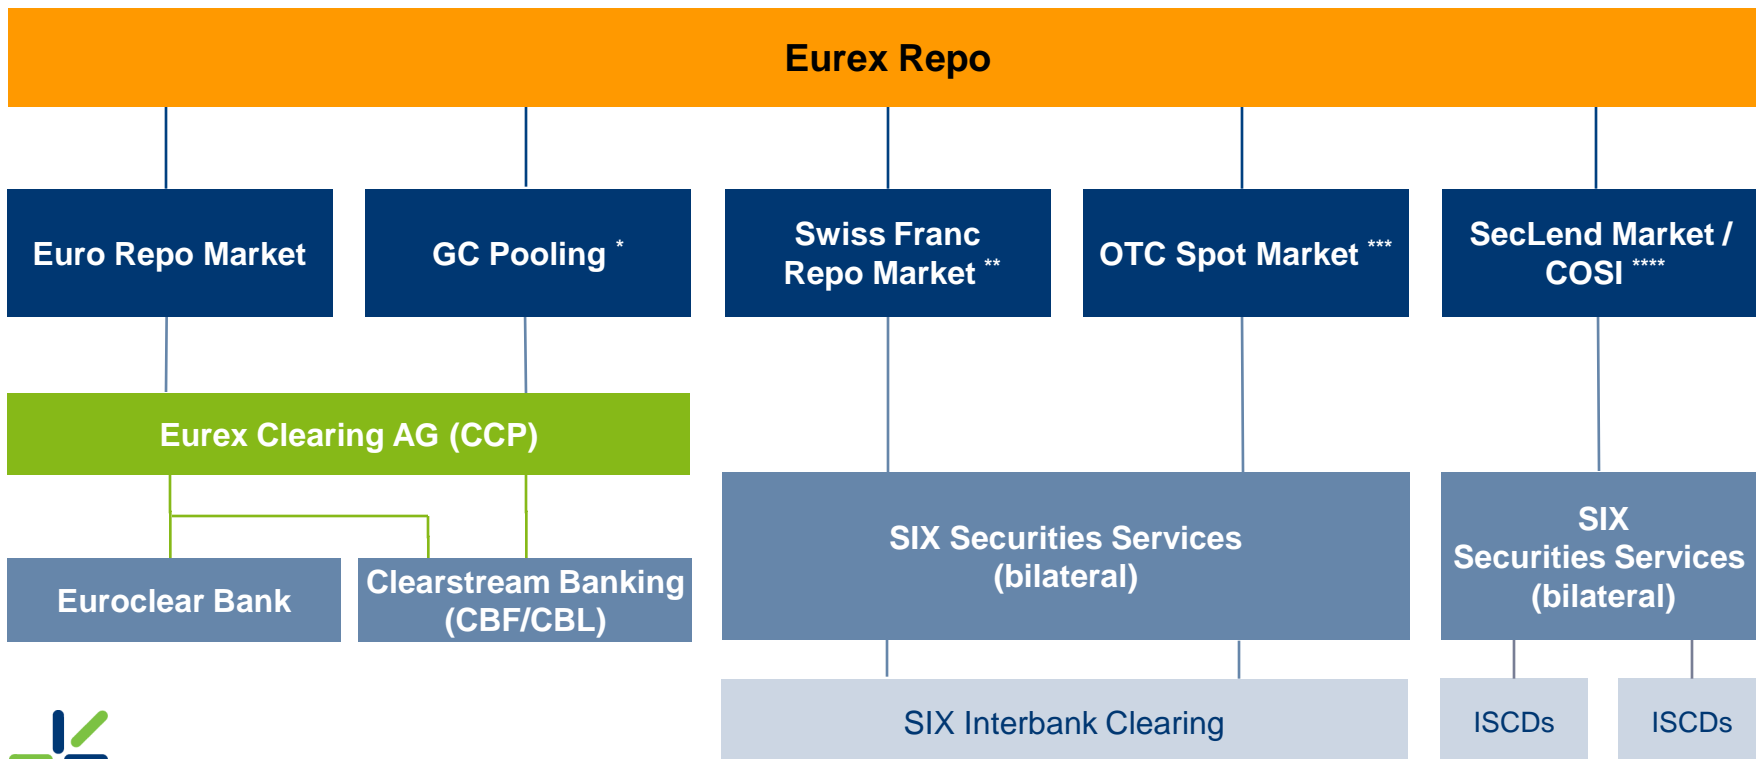 Eurex Repo
Euro Repo Market
GC Pooling *
Swiss Franc
Repo Market **
OTC Spot Market ***
SecLend Market /
COSI ****
Eurex Clearing AG (CCP)
Euroclear Bank
Clearstream Banking
(CBF/CBL)
SIX Securities Services
(bilateral)
SIX
Securities Services
(bilateral)
SIX Interbank Clearing
ISCDs
ISCDs